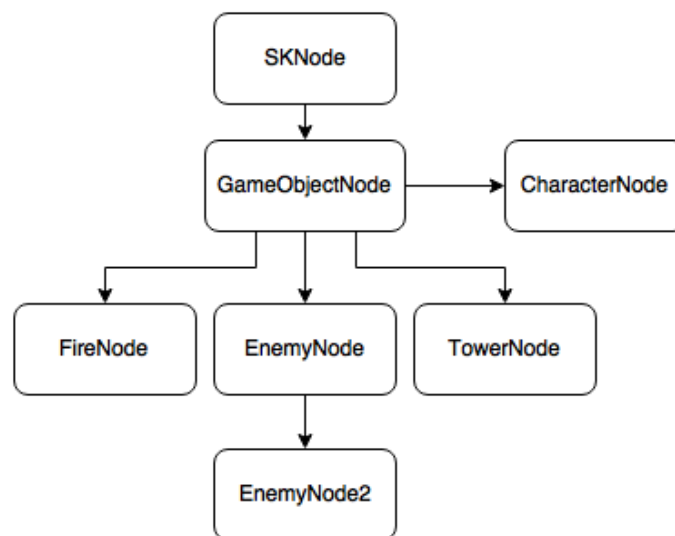 SKNode
GameObjectNode
CharacterNode
FireNode
EnemyNode
TowerNode
EnemyNode2